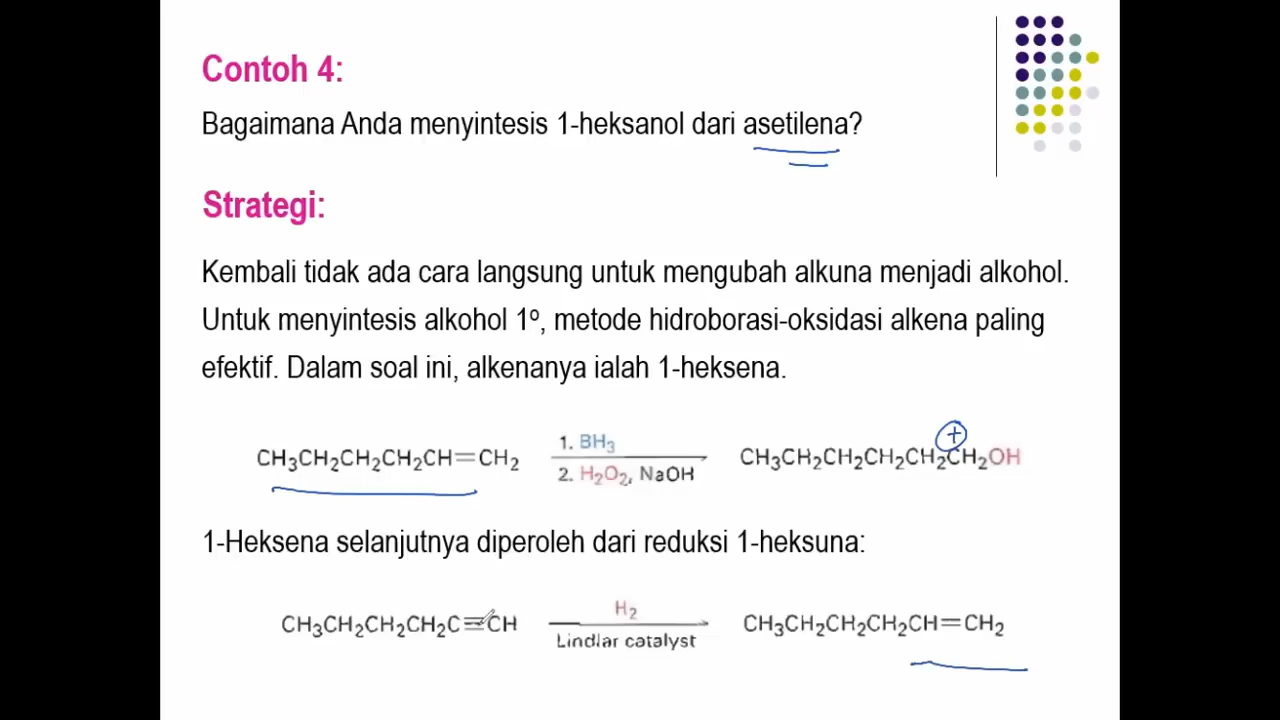 Contoh 4:
Bagaimana Anda menyintesis 1-heksanol dari asetilena?
Strategi:
Kembali tidak ada cara langsung untuk mengubah alkuna menjadi alkohol.
Untuk menyintesis alkohol 1º, metode hidroborasi-oksidasi alkena paling
efektif. Dalam soal ini, alkenanya ialah 1-heksena.
CH₃CH₂CH₂CH₂CH=CH₂ 1. BH₃ CH₃CH₂CH₂CH₂CH₂CH₂OH
2. H₂O₂, NaOH
+
1-Heksena selanjutnya diperoleh dari reduksi 1-heksuna:
CH₃CH₂CH₂CH₂C≡CH H₂ CH₃CH₂CH₂CH₂CH=CH₂
Lindlar catalyst